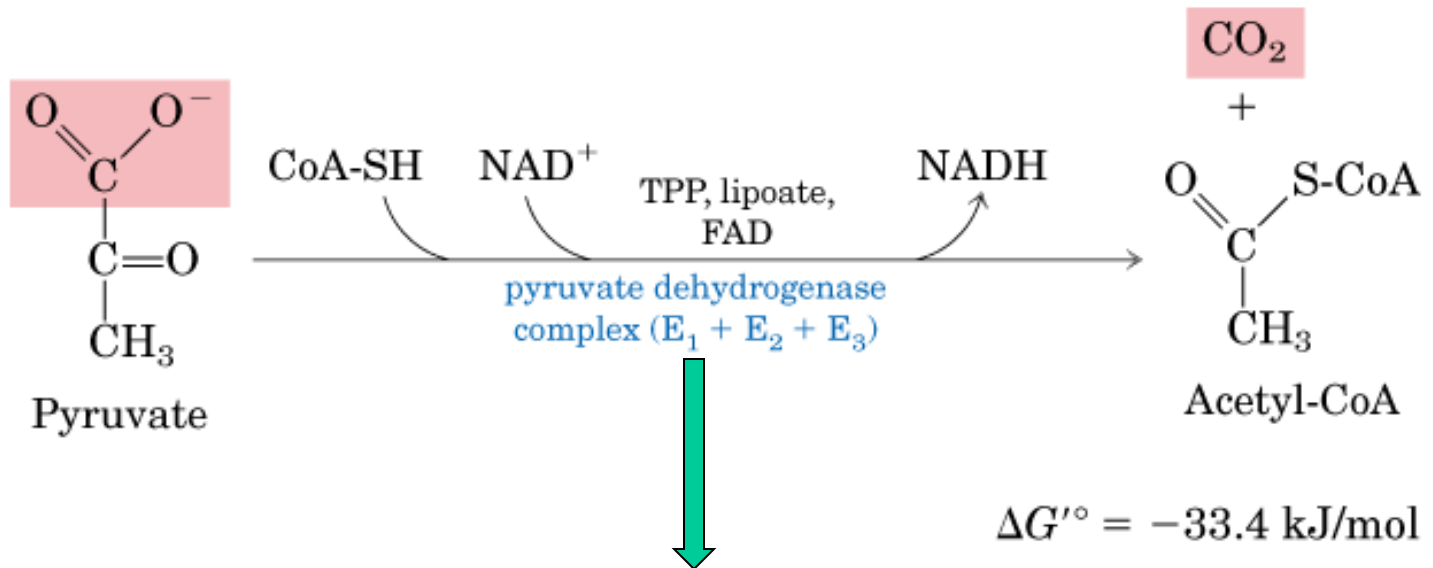 O O⁻
C
C=O
CH₃
Pyruvate
CoA-SH
NAD⁺
TPP, lipoate,
FAD
pyruvate dehydrogenase
complex (E₁ + E₂ + E₃)
NADH
CO₂
+
O S-CoA
C
CH₃
Acetyl-CoA
ΔG′° = −33.4 kJ/mol